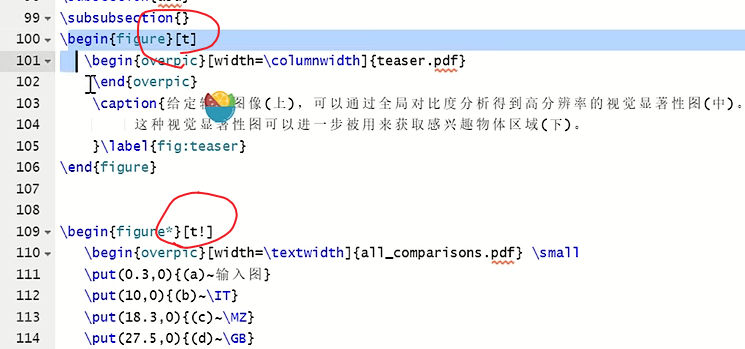 99 \subsubsection{}
100 \begin{figure}[t]
101 \begin{overpic}[width=\columnwidth]{teaser.pdf}
102 \end{overpic}
103 \caption{给定输 图像(上), 可以通过全局对比度分析得到高分辨率的视觉显著性图(中)。
104 这种视觉显著性图可以进一步被用来获取感兴趣物体区域(下)。
105 }\label{fig:teaser}
106 \end{figure}
107
108
109 \begin{figure*}[t!]
110 \begin{overpic}[width=\textwidth]{all_comparisons.pdf} \small
111 \put(0.3,0){(a)~输入图}
112 \put(10,0){(b)~\IT}
113 \put(18.3,0){(c)~\MZ}
114 \put(27.5,0){(d)~\GB}